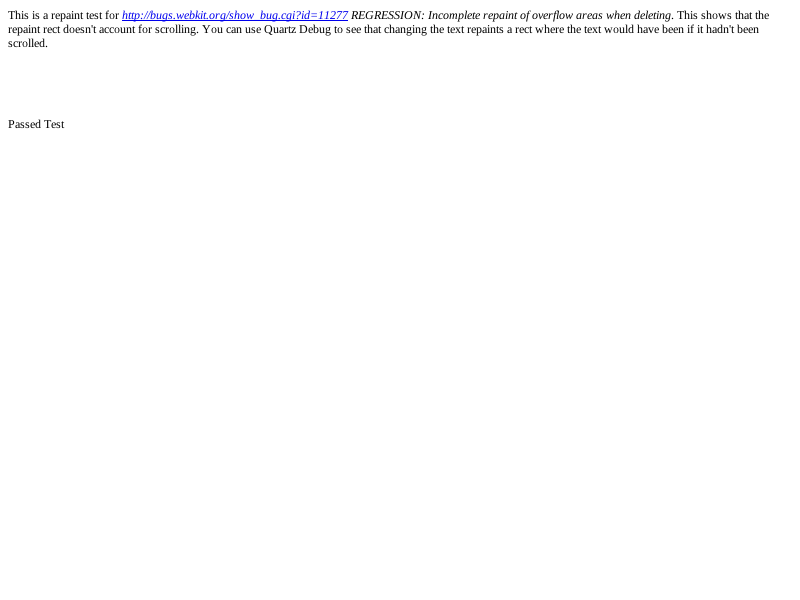 This is a repaint test for http://bugs.webkit.org/show_bug.cgi?id=11277 REGRESSION: Incomplete repaint of overflow areas when deleting. This shows that the
repaint rect doesn't account for scrolling. You can use Quartz Debug to see that changing the text repaints a rect where the text would have been if it hadn't been
scrolled.
Passed Test